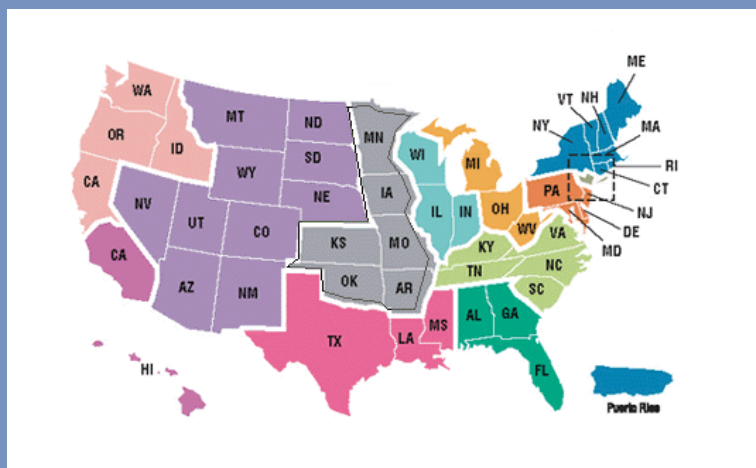 ME
WA
VT
NH
MT
ND
NY
MA
OR
MN
ID
WI
MI
SD
RI
WY
CT
CA
IA
PA
NE
NV
OH
NJ
IL
IN
UT
WV
DE
CO
VA
KS
MO
KY
MD
CA
TN
NC
OK
AZ
NM
AR
SC
AL
GA
MS
TX
LA
HI
FL
Puerto Rico